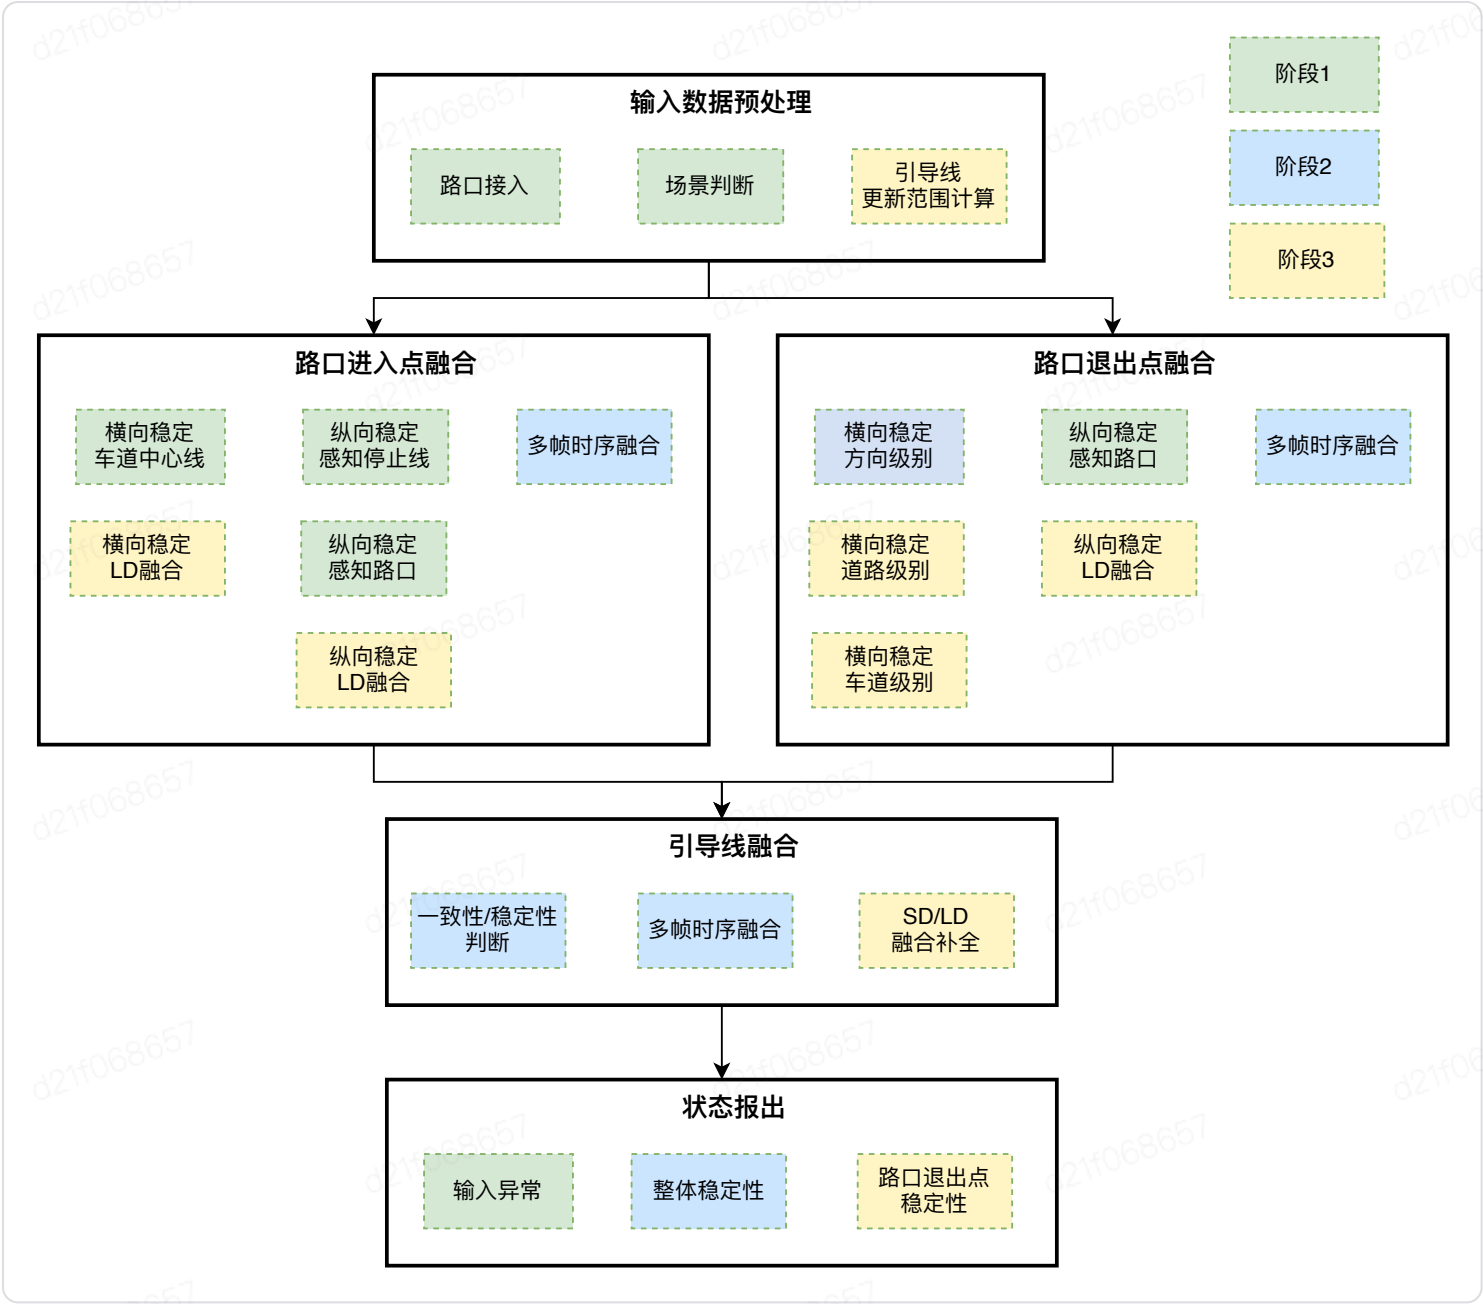 输入数据预处理
路口接入
场景判断
引导线
更新范围计算
阶段1
阶段2
阶段3
路口进入点融合
横向稳定
车道中心线
纵向稳定
感知停止线
多帧时序融合
横向稳定
LD融合
纵向稳定
感知路口
纵向稳定
LD融合
路口退出点融合
横向稳定
方向级别
纵向稳定
感知路口
多帧时序融合
横向稳定
道路级别
纵向稳定
LD融合
横向稳定
车道级别
引导线融合
一致性/稳定性
判断
多帧时序融合
SD/LD
融合补全
状态报出
输入异常
整体稳定性
路口退出点
稳定性
d21f068657